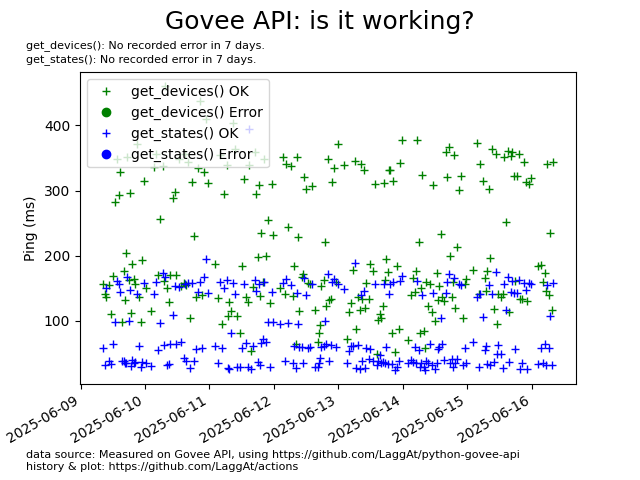 Govee API: is it working?
get_devices(): No recorded error in 7 days.
get_states(): No recorded error in 7 days.
get_devices() OK
get_devices() Error
get_states() OK
get_states() Error
Ping (ms)
400
300
200
100
2025-06-09
2025-06-10
2025-06-11
2025-06-12
2025-06-13
2025-06-14
2025-06-15
2025-06-16
data source: Measured on Govee API, using https://github.com/LaggAt/python-govee-api
history & plot: https://github.com/LaggAt/actions